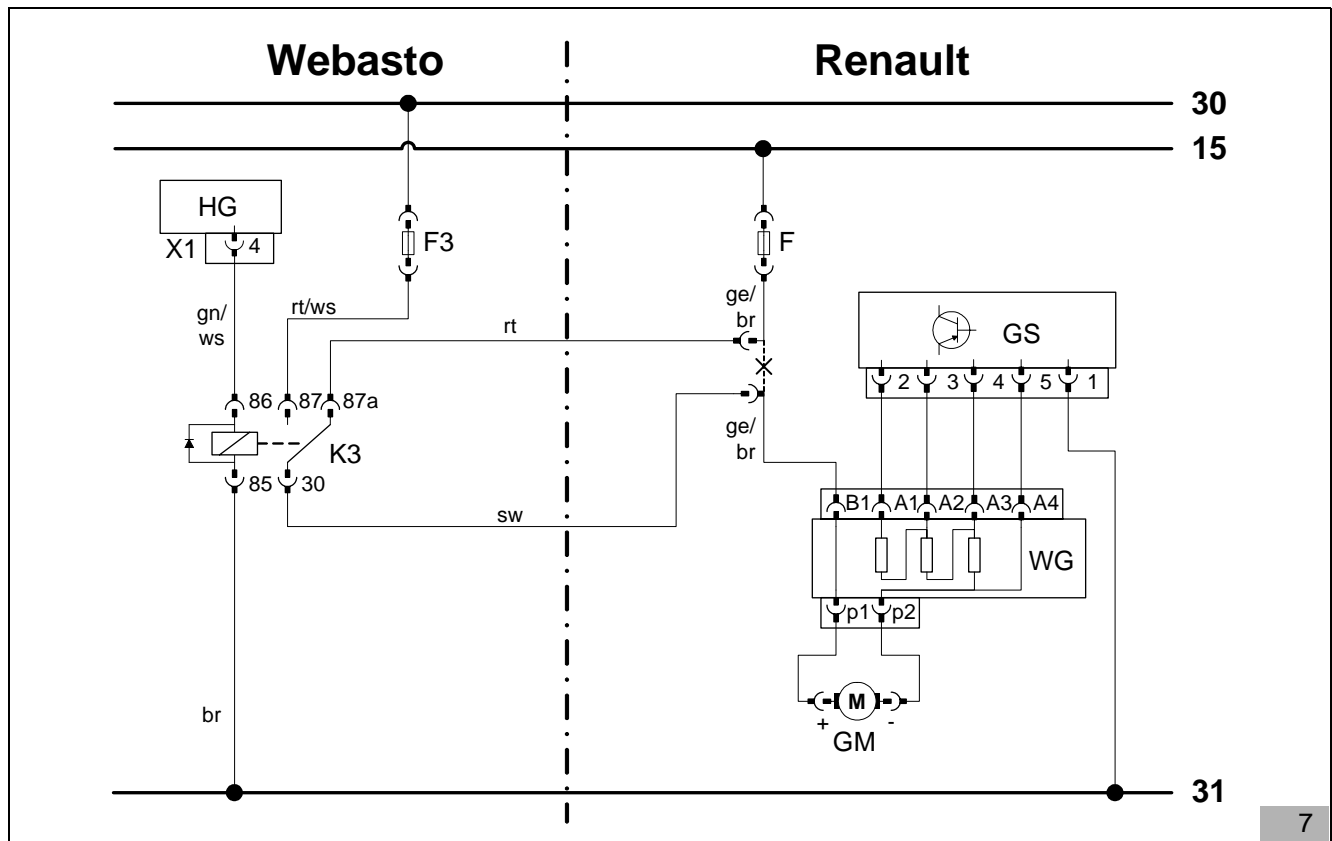 Webasto
Renault
30
15
HG
X1
4
F3
F
gn/
ws
rt/ws
rt
ge/
br
GS
2 3 4 5 1
86 87 87a
K3
85 30
ge/
br
sw
B1 A1 A2 A3 A4
WG
p1 p2
M
+ -
GM
br
31
7